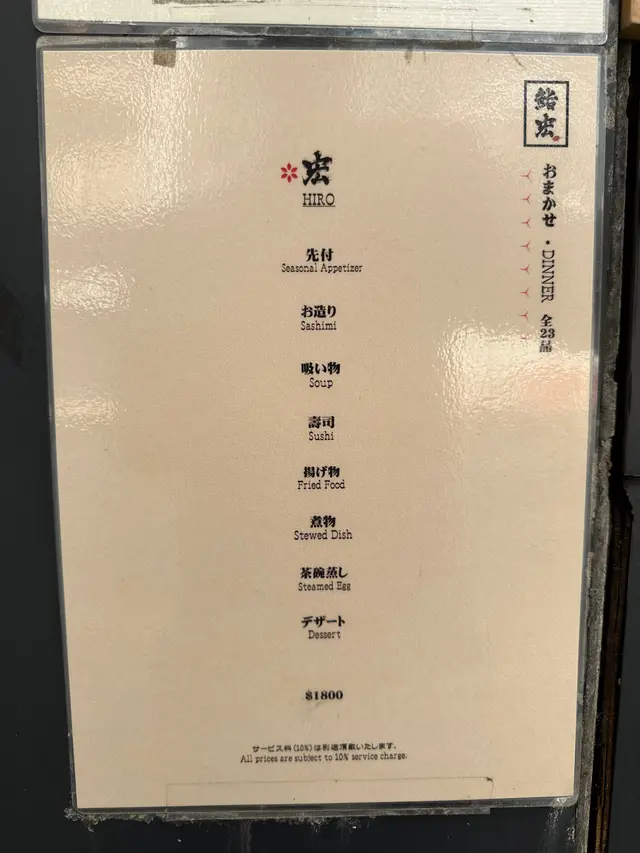 鮨宏
おまかせ・DINNER 全23品
宏
HIRO
先付
Seasonal Appetizer
お造り
Sashimi
吸い物
Soup
壽司
Sushi
揚げ物
Fried Food
煮物
Stewed Dish
茶碗蒸し
Steamed Egg
デザート
Dessert
$1800
サービス料(10%)は別途頂戴いたします。
All prices are subject to 10% service charge.